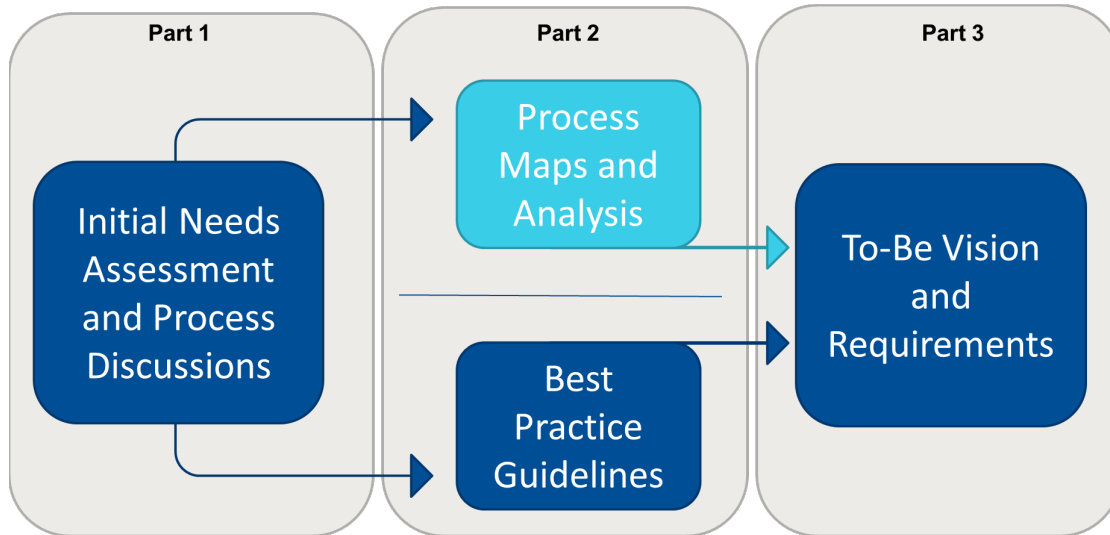 Part 1
Part 2
Part 3
Initial Needs
Assessment
and Process
Discussions
Process
Maps and
Analysis
Best
Practice
Guidelines
To-Be Vision
and
Requirements